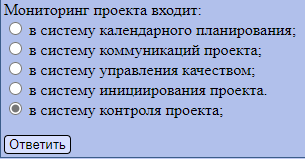 Мониторинг проекта входит:
в систему календарного планирования;
в систему коммуникаций проекта;
в систему управления качеством;
в систему инициирования проекта.
в систему контроля проекта;
Ответить